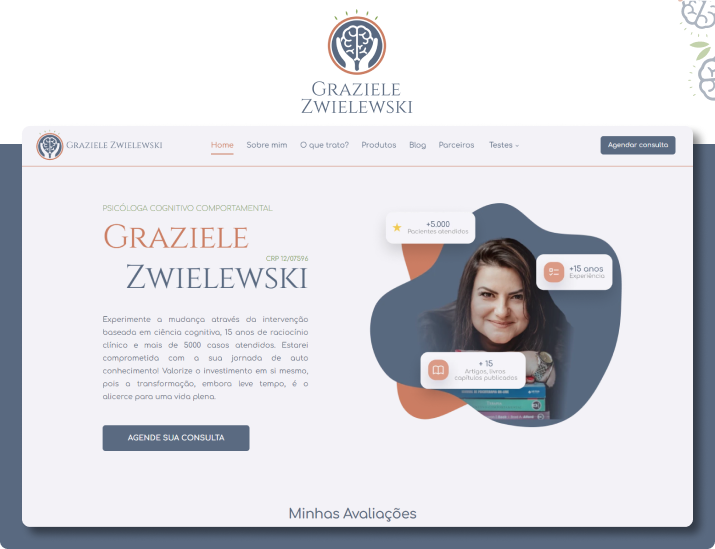 GRAZIELE
ZWIELEWSKI
GRAZIELE ZWIELEWSKI
Home Sobre mim O que trato? Produtos Blog Parceiros Testes
Agendar consulta
PSICÓLOGA COGNITIVO COMPORTAMENTAL
GRAZIELE
CRP 12/07596
ZWIELEWSKI
Experimente a mudança através da intervenção
baseada em ciência cognitiva, 15 anos de raciocínio
clínico e mais de 5000 casos atendidos. Estarei
comprometida com a sua jornada de auto
conhecimento! Valorize o investimento em si mesmo,
pois a transformação, embora leve tempo, é o
alicerce para uma vida plena.
AGENDE SUA CONSULTA
+5.000
Pacientes atendidos
+15 anos
Experiência
+ 15
Artigos, livros
capítulos publicados
Minhas Avaliações